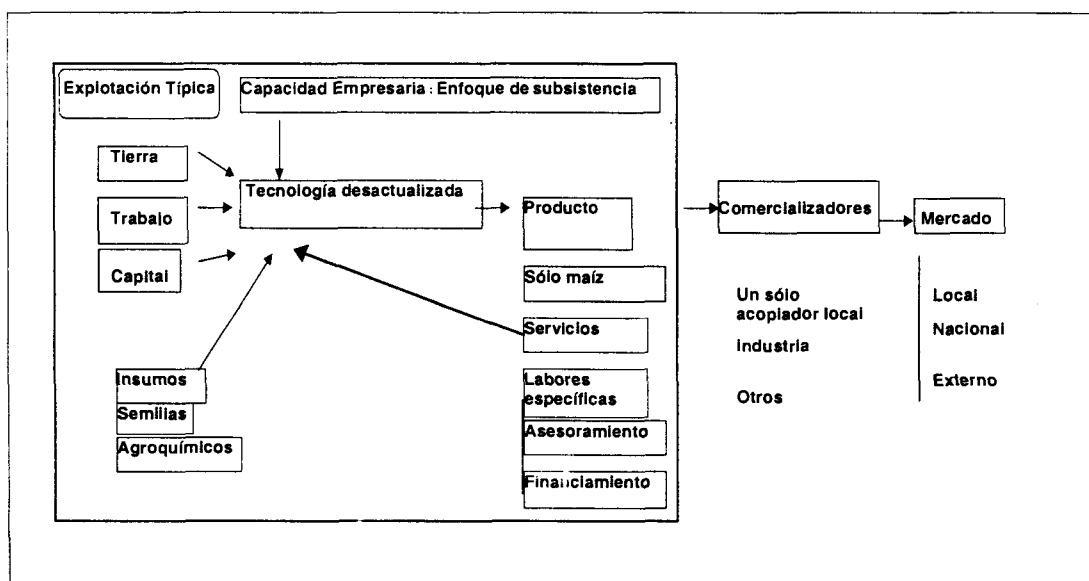 Explotación Típica
Capacidad Empresaria : Enfoque de subsistencia
Tierra
Trabajo
Capital
Tecnología desactualizada
Producto
Sólo maíz
Servicios
Labores
específicas
Asesoramiento
Financiamiento
Insumos
Semillas
Agroquímicos
Comercializadores
Un sólo
acopiador local
Industria
Otros
Mercado
Local
Nacional
Externo